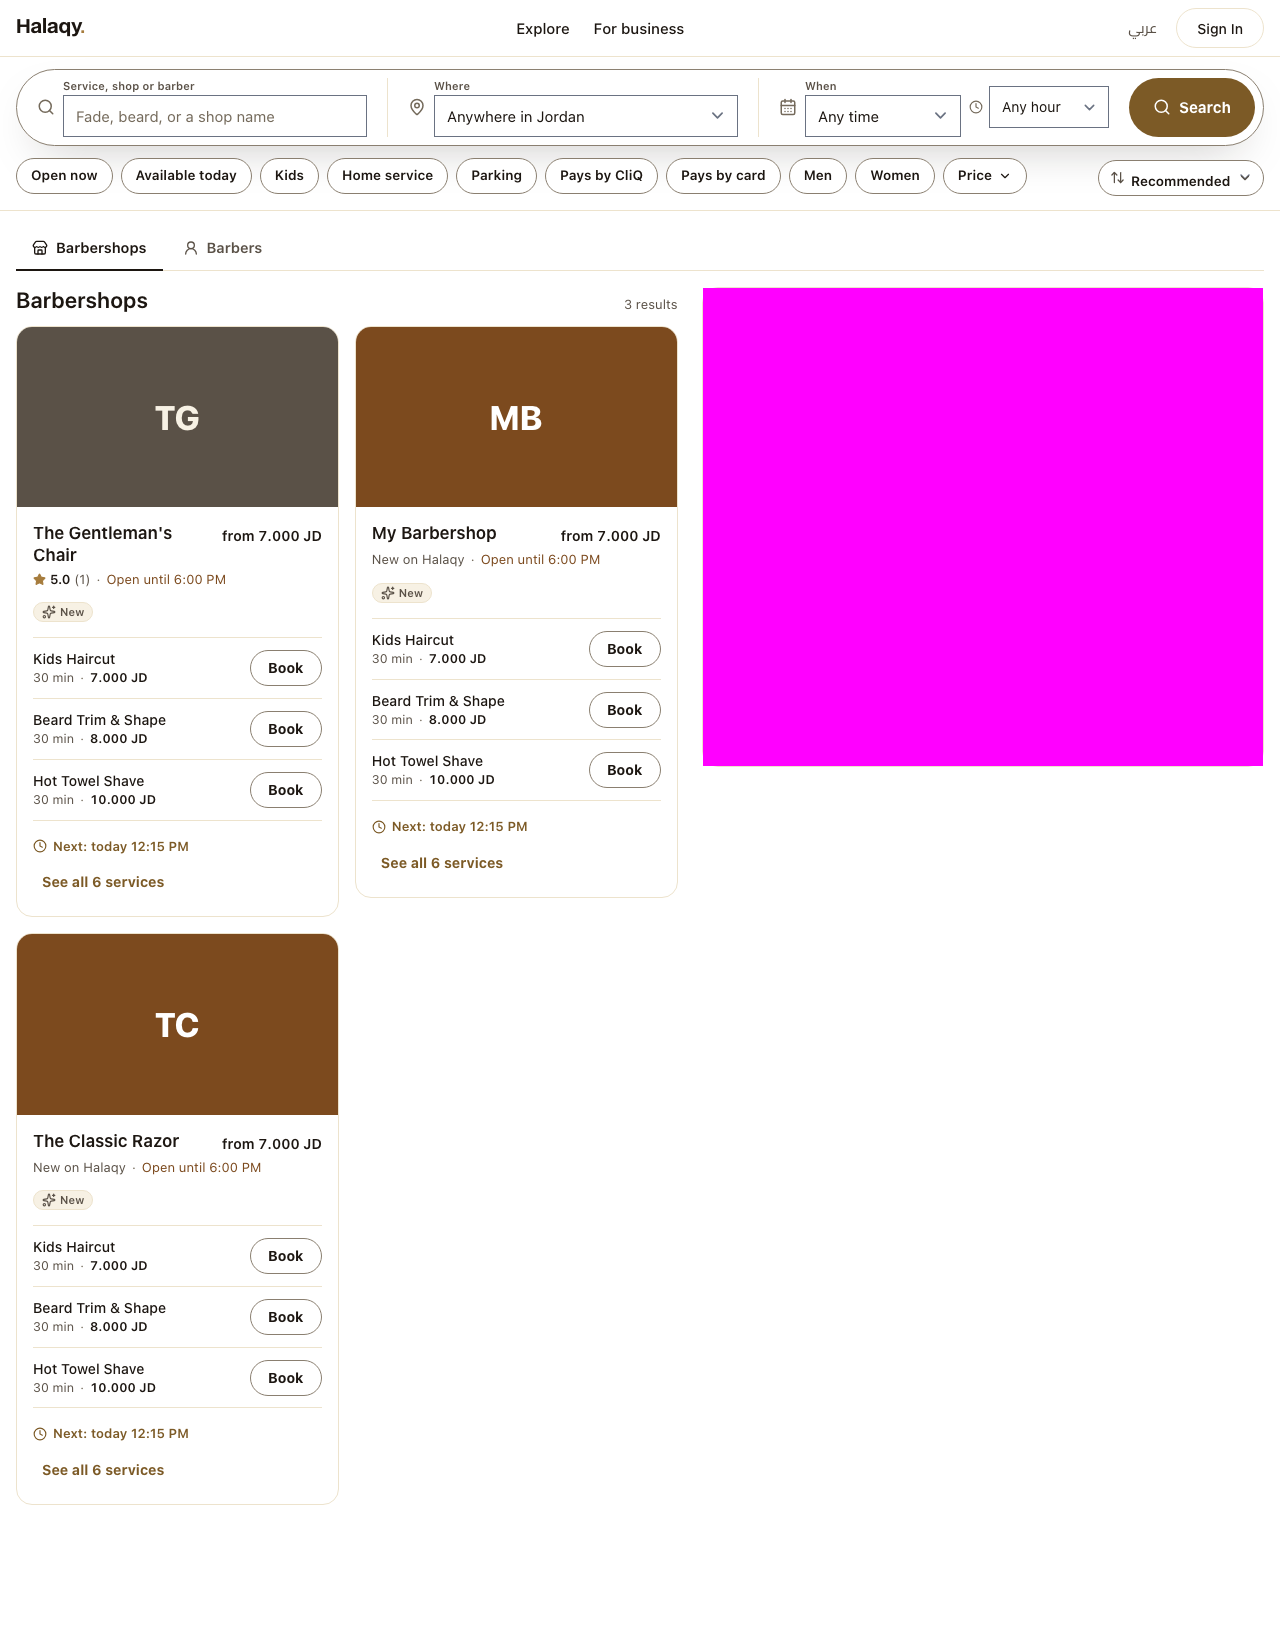 Halaqy.
Explore
For business
عربي
Sign In
Service, shop or barber
Fade, beard, or a shop name
Where
Anywhere in Jordan
When
Any time
Any hour
Search
Open now
Available today
Kids
Home service
Parking
Pays by CliQ
Pays by card
Men
Women
Price
Recommended
Barbershops
Barbers
Barbershops
3 results
TG
The Gentleman's
Chair
from 7.000 JD
5.0 (1) · Open until 6:00 PM
New
Kids Haircut
30 min · 7.000 JD
Book
Beard Trim & Shape
30 min · 8.000 JD
Book
Hot Towel Shave
30 min · 10.000 JD
Book
Next: today 12:15 PM
See all 6 services
MB
My Barbershop
from 7.000 JD
New on Halaqy · Open until 6:00 PM
New
Kids Haircut
30 min · 7.000 JD
Book
Beard Trim & Shape
30 min · 8.000 JD
Book
Hot Towel Shave
30 min · 10.000 JD
Book
Next: today 12:15 PM
See all 6 services
TC
The Classic Razor
from 7.000 JD
New on Halaqy · Open until 6:00 PM
New
Kids Haircut
30 min · 7.000 JD
Book
Beard Trim & Shape
30 min · 8.000 JD
Book
Hot Towel Shave
30 min · 10.000 JD
Book
Next: today 12:15 PM
See all 6 services